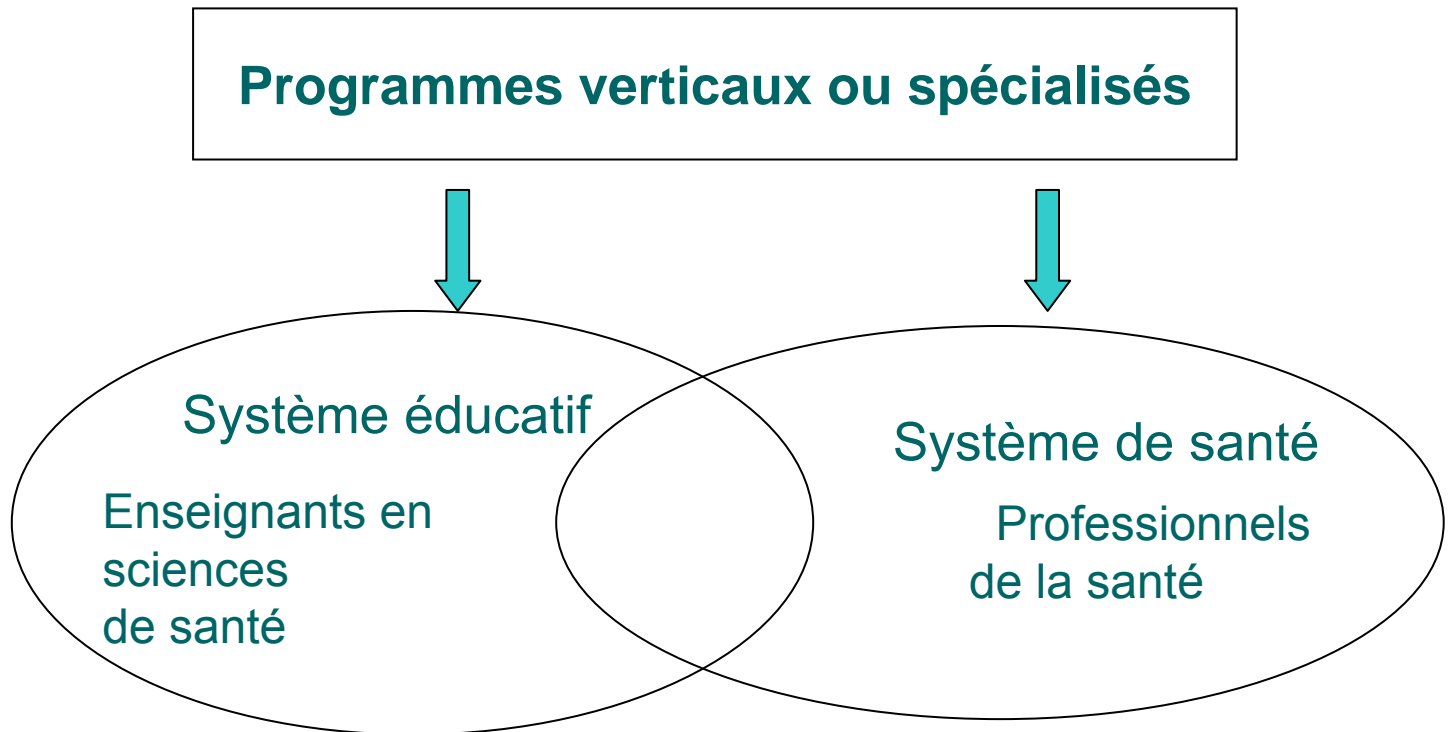 Programmes verticaux ou spécialisés
Système éducatif
Enseignants en
sciences
de santé
Système de santé
Professionnels
de la santé